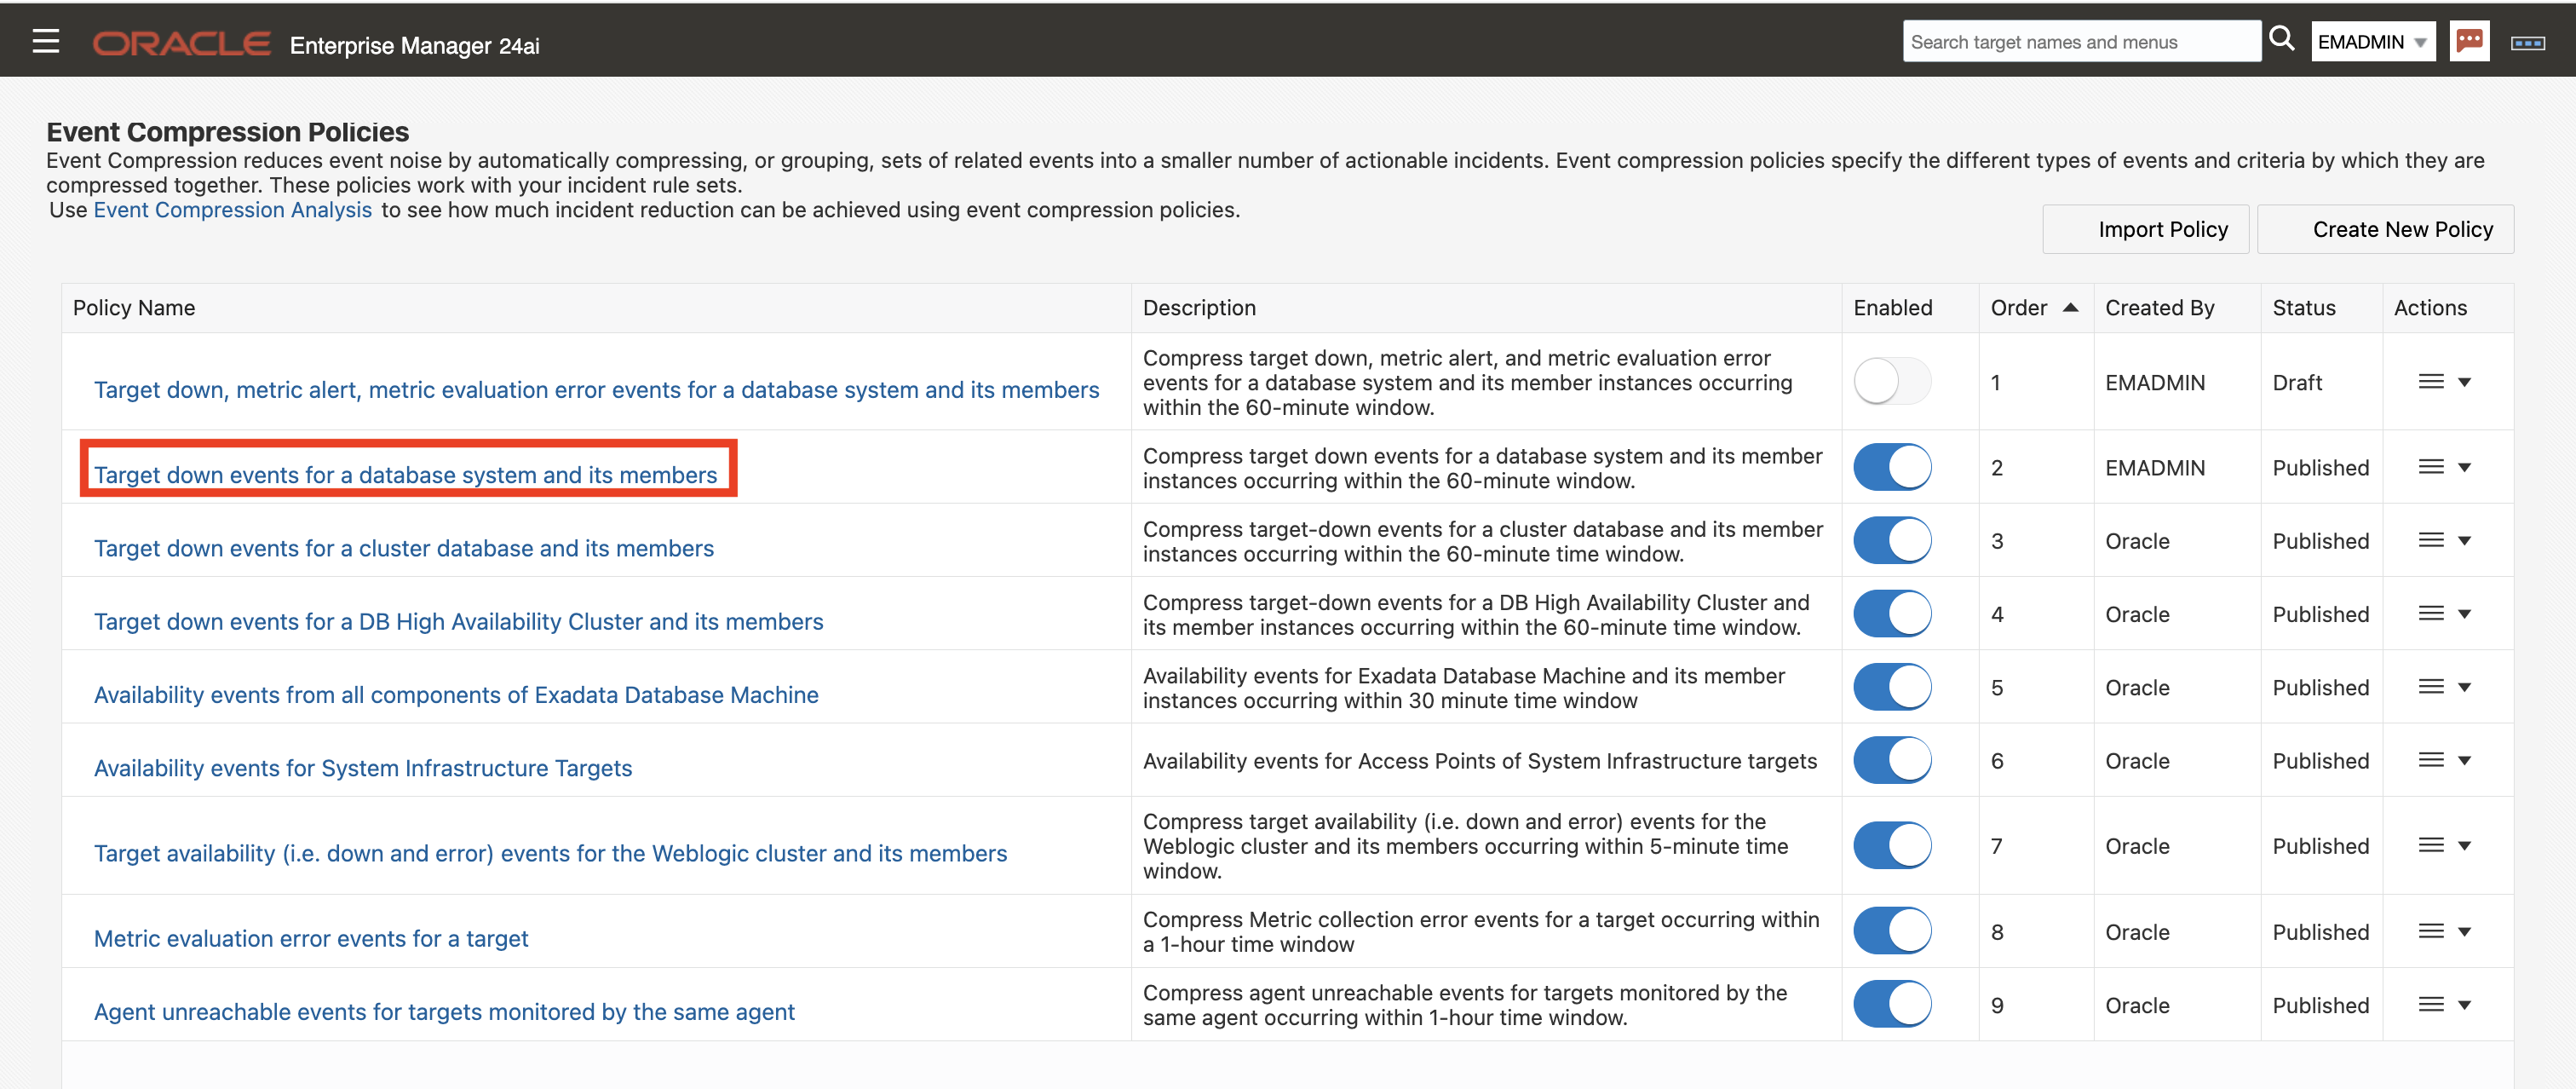 ORACLE Enterprise Manager 24ai
Search target names and menus
EMADMIN
Event Compression Policies
Event Compression reduces event noise by automatically compressing, or grouping, sets of related events into a smaller number of actionable incidents. Event compression policies specify the different types of events and criteria by which they are
compressed together. These policies work with your incident rule sets.
Use Event Compression Analysis to see how much incident reduction can be achieved using event compression policies.
Import Policy
Create New Policy
Policy Name Description Enabled Order Created By Status Actions
Target down, metric alert, metric evaluation error events for a database system and its members
Compress target down, metric alert, and metric evaluation error
events for a database system and its member instances occurring
within the 60-minute window.
1 EMADMIN Draft
Target down events for a database system and its members
Compress target down events for a database system and its member
instances occurring within the 60-minute window.
2 EMADMIN Published
Target down events for a cluster database and its members
Compress target-down events for a cluster database and its member
instances occurring within the 60-minute time window.
3 Oracle Published
Target down events for a DB High Availability Cluster and its members
Compress target-down events for a DB High Availability Cluster and
its member instances occurring within the 60-minute time window.
4 Oracle Published
Availability events from all components of Exadata Database Machine
Availability events for Exadata Database Machine and its member
instances occurring within 30 minute time window
5 Oracle Published
Availability events for System Infrastructure Targets
Availability events for Access Points of System Infrastructure targets
6 Oracle Published
Target availability (i.e. down and error) events for the Weblogic cluster and its members
Compress target availability (i.e. down and error) events for the
Weblogic cluster and its members occurring within 5-minute time
window.
7 Oracle Published
Metric evaluation error events for a target
Compress Metric collection error events for a target occurring within
a 1-hour time window
8 Oracle Published
Agent unreachable events for targets monitored by the same agent
Compress agent unreachable events for targets monitored by the
same agent occurring within 1-hour time window.
9 Oracle Published